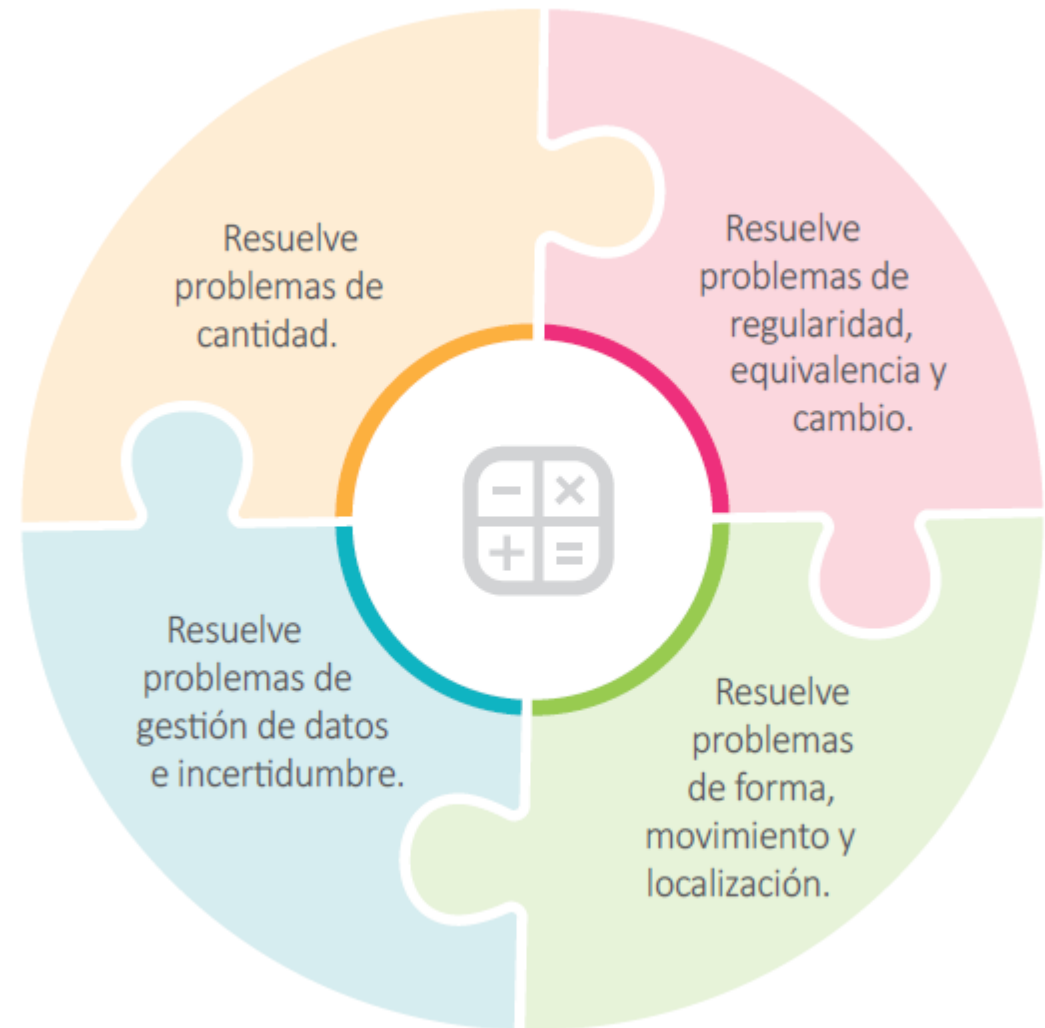 Resuelve
problemas de
cantidad.
Resuelve
problemas de
regularidad,
equivalencia y
cambio.
Resuelve
problemas de
gestión de datos
e incertidumbre.
Resuelve
problemas
de forma,
movimiento y
localización.
− ×
+ =